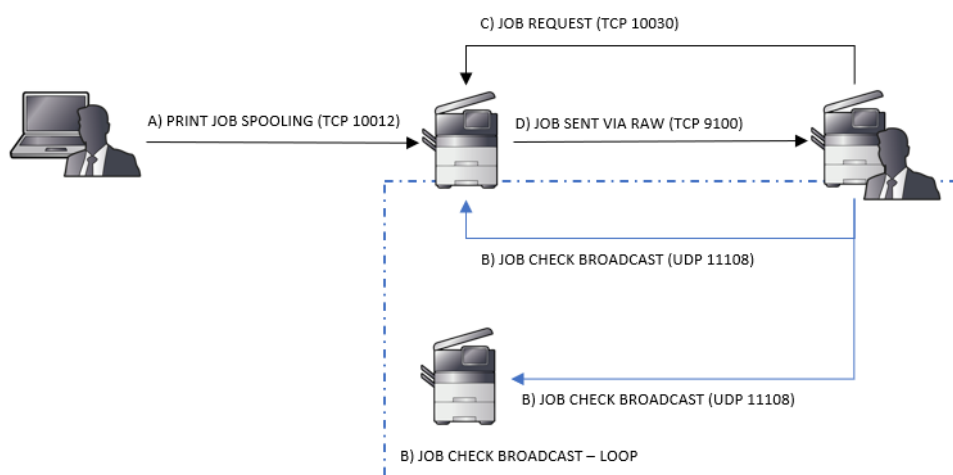 C) JOB REQUEST (TCP 10030)
A) PRINT JOB SPOOLING (TCP 10012)
D) JOB SENT VIA RAW (TCP 9100)
B) JOB CHECK BROADCAST (UDP 11108)
B) JOB CHECK BROADCAST (UDP 11108)
B) JOB CHECK BROADCAST – LOOP